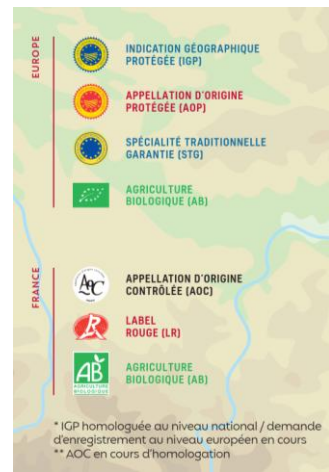 EUROPE
INDICATION GÉOGRAPHIQUE
PROTÉGÉE (IGP)
APPELLATION D'ORIGINE
PROTÉGÉE (AOP)
SPÉCIALITÉ TRADITIONNELLE
GARANTIE (STG)
AGRICULTURE
BIOLOGIQUE (AB)
FRANCE
AOC
APPELLATION D'ORIGINE
CONTRÔLÉE (AOC)
LABEL
ROUGE (LR)
AB
AGRICULTURE
BIOLOGIQUE
AGRICULTURE
BIOLOGIQUE (AB)
* IGP homologuée au niveau national / demande
d'enregistrement au niveau européen en cours
** AOC en cours d'homologation